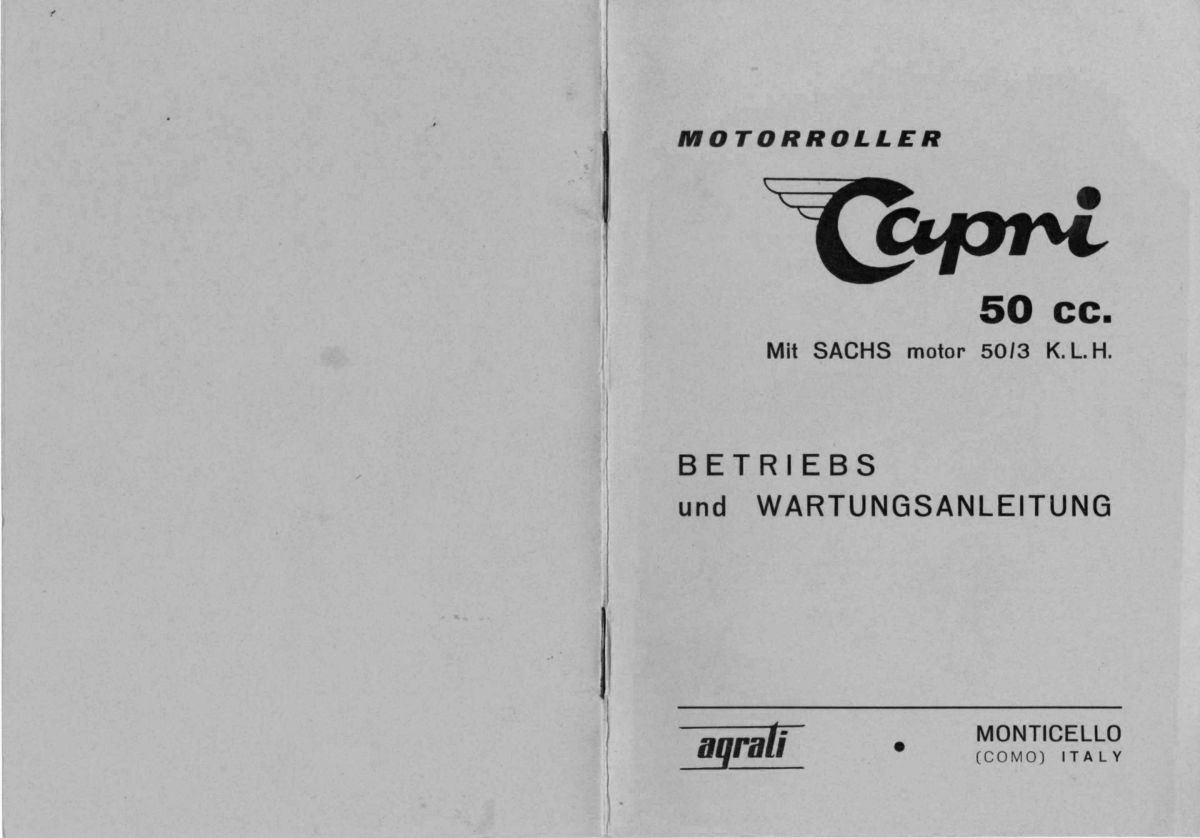 MOTORROLLER
Capri
50 cc.
Mit SACHS motor 50/3 K.L.H.
BETRIEBS
und WARTUNGSANLEITUNG
agrati • MONTICELLO
(COMO) ITALY